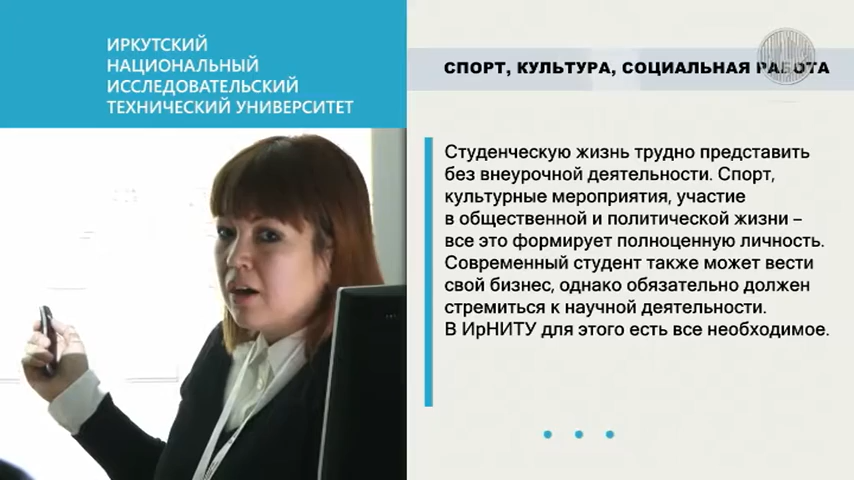 ИРКУТСКИЙ
НАЦИОНАЛЬНЫЙ
ИССЛЕДОВАТЕЛЬСКИЙ
ТЕХНИЧЕСКИЙ УНИВЕРСИТЕТ
СПОРТ, КУЛЬТУРА, СОЦИАЛЬНАЯ РАБОТА
Студенческую жизнь трудно представить
без внеурочной деятельности. Спорт,
культурные мероприятия, участие
в общественной и политической жизни –
все это формирует полноценную личность.
Современный студент также может вести
свой бизнес, однако обязательно должен
стремиться к научной деятельности.
В ИрНИТУ для этого есть все необходимое.